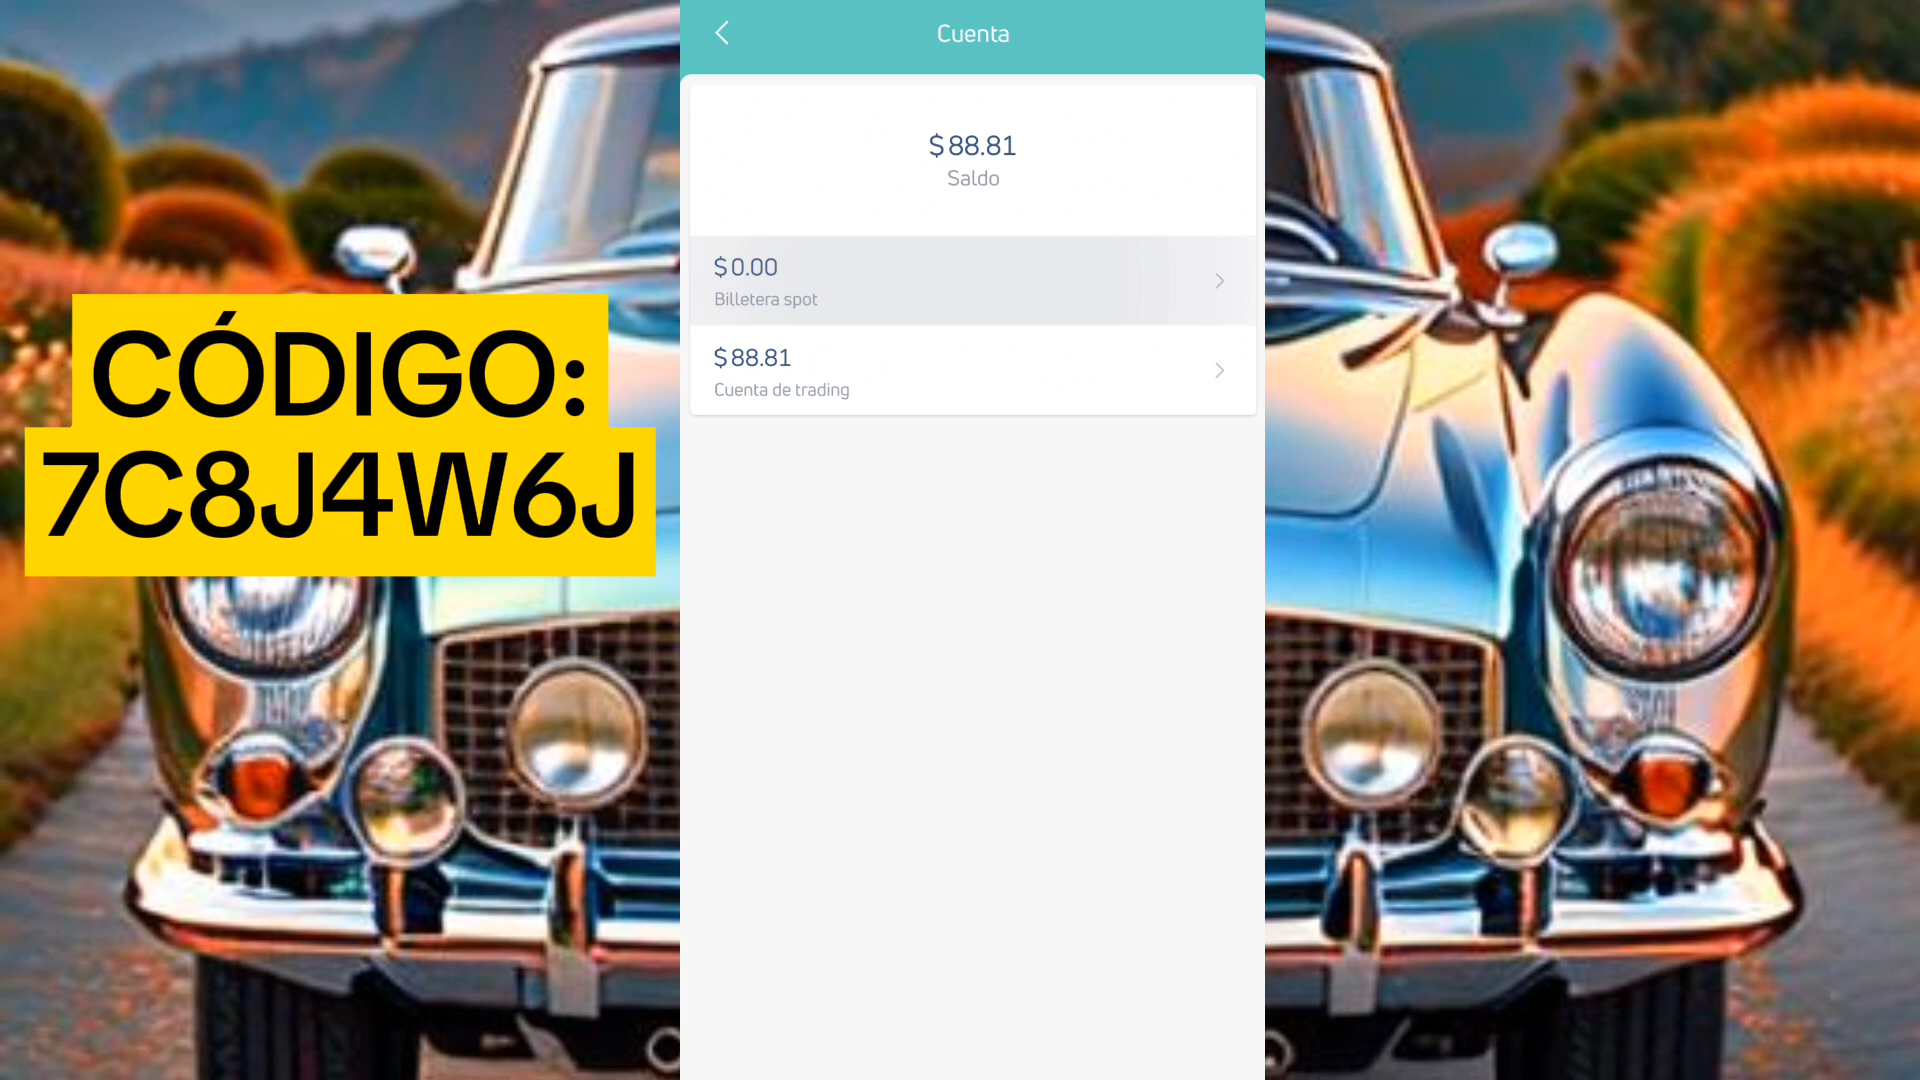 CÓDIGO:
7C8J4W6J
Cuenta
$88.81
Saldo
$0.00
Billetera spot
$88.81
Cuenta de trading